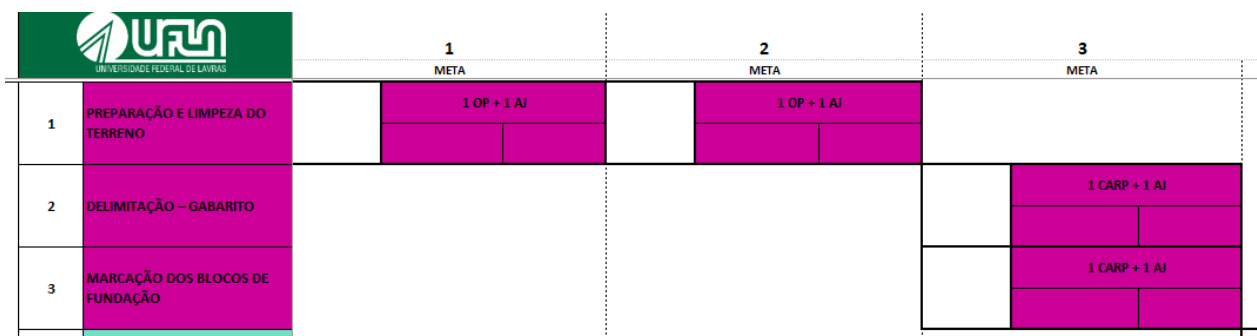 UFLA
UNIVERSIDADE FEDERAL DE LAVRAS
1 2 3
META META META
1 PREPARAÇÃO E LIMPEZA DO
TERRENO
1 OP + 1 AJ 1 OP + 1 AJ
2 DELIMITAÇÃO – GABARITO
1 CARP + 1 AJ
3 MARCAÇÃO DOS BLOCOS DE
FUNDAÇÃO
1 CARP + 1 AJ